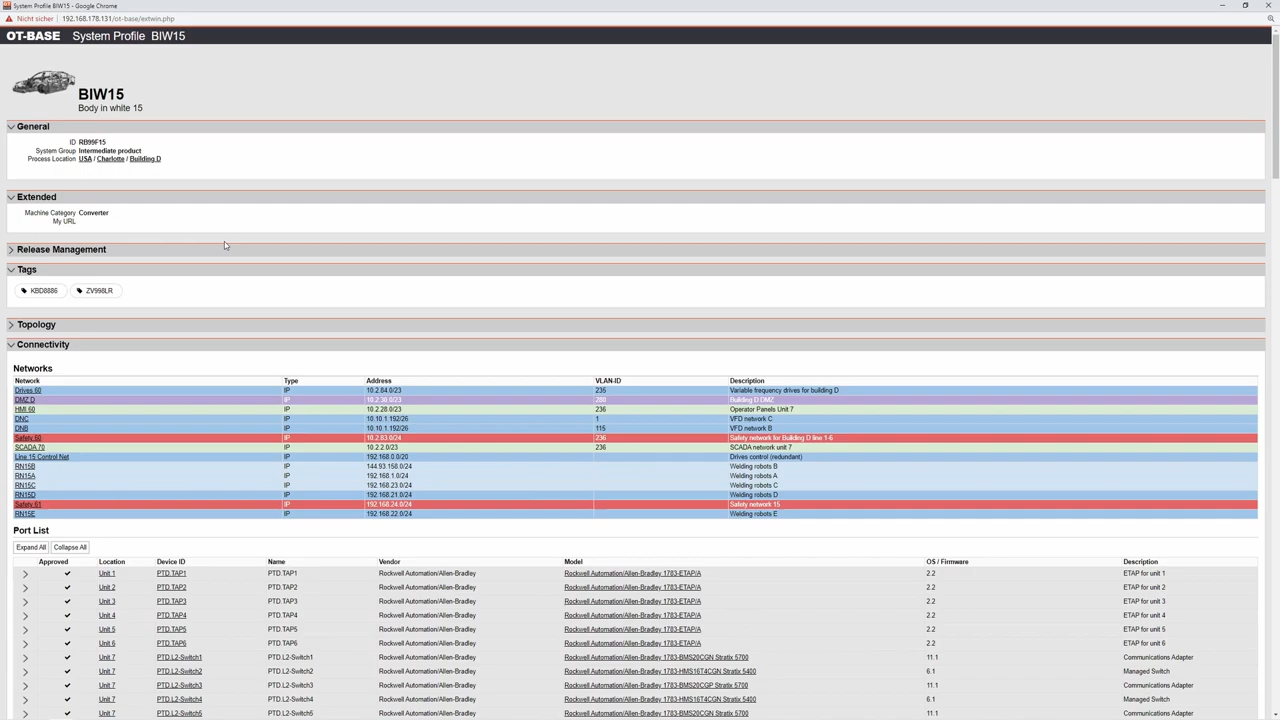 System Profile BIW15 - Google Chrome
Nicht sicher | 192.168.178.131/ot-base/extwin.php
OT-BASE System Profile BIW15
BIW15
Body in white 15
General
ID RB99F15
System Group Intermediate product
Process Location USA / Charlotte / Building D
Extended
Machine Category Converter
My URL
Release Management
Tags
KBD8886 ZV998LR
Topology
Connectivity
Networks
Network Type Address VLAN-ID Description
Drives 60 IP 10.2.84.0/23 235 Variable frequency drives for building D
DMZ D IP 10.2.30.0/23 280 Building D DMZ
HMI 60 IP 10.2.28.0/23 236 Operator Panels Unit 7
DNC IP 10.10.1.192/26 1 VFD network C
DNB IP 10.10.1.192/26 115 VFD network B
Safety 60 IP 10.2.83.0/24 236 Safety network for Building D line 1-6
SCADA 70 IP 10.2.2.0/23 236 SCADA network unit 7
Line 15 Control Net IP 192.168.0.0/20 Drives control (redundant)
RN15B IP 144.93.158.0/24 Welding robots B
RN15A IP 192.168.1.0/24 Welding robots A
RN15C IP 192.168.23.0/24 Welding robots C
RN15D IP 192.168.21.0/24 Welding robots D
Safety 61 IP 192.168.24.0/24 Safety network 15
RN15E IP 192.168.22.0/24 Welding robots E
Port List
Expand All Collapse All
Approved Location Device ID Name Vendor Model OS / Firmware Description
Unit 1 PTD.TAP1 PTD.TAP1 Rockwell Automation/Allen-Bradley Rockwell Automation/Allen-Bradley 1783-ETAP/A 2.2 ETAP for unit 1
Unit 2 PTD.TAP2 PTD.TAP2 Rockwell Automation/Allen-Bradley Rockwell Automation/Allen-Bradley 1783-ETAP/A 2.2 ETAP for unit 2
Unit 3 PTD.TAP3 PTD.TAP3 Rockwell Automation/Allen-Bradley Rockwell Automation/Allen-Bradley 1783-ETAP/A 2.2 ETAP for unit 3
Unit 4 PTD.TAP4 PTD.TAP4 Rockwell Automation/Allen-Bradley Rockwell Automation/Allen-Bradley 1783-ETAP/A 2.2 ETAP for unit 4
Unit 5 PTD.TAP5 PTD.TAP5 Rockwell Automation/Allen-Bradley Rockwell Automation/Allen-Bradley 1783-ETAP/A 2.2 ETAP for unit 5
Unit 6 PTD.TAP6 PTD.TAP6 Rockwell Automation/Allen-Bradley Rockwell Automation/Allen-Bradley 1783-ETAP/A 2.2 ETAP for unit 6
Unit 7 PTD.L2-Switch1 PTD.L2-Switch1 Rockwell Automation/Allen-Bradley Rockwell Automation/Allen-Bradley 1783-BMS20CGN Stratix 5700 11.1 Communications Adapter
Unit 7 PTD.L2-Switch2 PTD.L2-Switch2 Rockwell Automation/Allen-Bradley Rockwell Automation/Allen-Bradley 1783-HMS16T4CGN Stratix 5400 6.1 Managed Switch
Unit 7 PTD.L2-Switch3 PTD.L2-Switch3 Rockwell Automation/Allen-Bradley Rockwell Automation/Allen-Bradley 1783-BMS20CGP Stratix 5700 11.1 Communications Adapter
Unit 7 PTD.L2-Switch4 PTD.L2-Switch4 Rockwell Automation/Allen-Bradley Rockwell Automation/Allen-Bradley 1783-HMS16T4CGN Stratix 5400 6.1 Managed Switch
Unit 7 PTD.L2-Switch5 PTD.L2-Switch5 Rockwell Automation/Allen-Bradley Rockwell Automation/Allen-Bradley 1783-BMS20CGN Stratix 5700 11.1 Communications Adapter